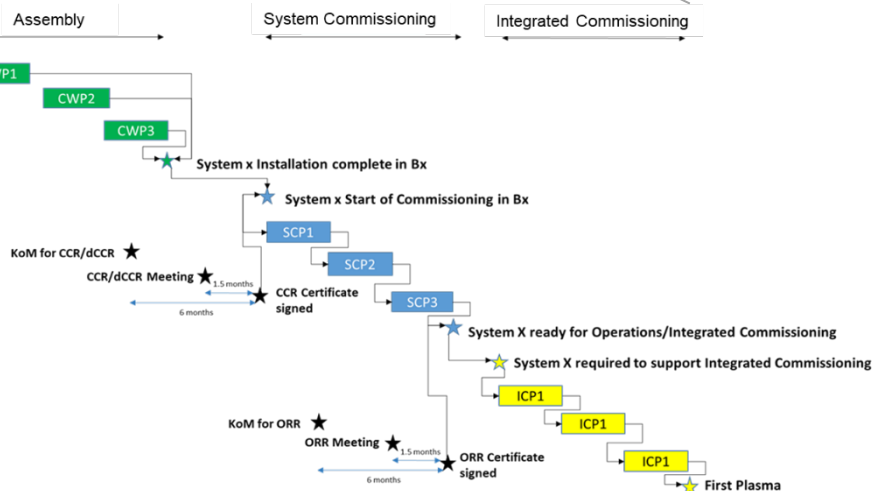 Assembly
System Commissioning
Integrated Commissioning
CWP2
CWP3
System x Installation complete in Bx
System x Start of Commissioning in Bx
SCP1
KoM for CCR/dCCR
SCP2
CCR/dCCR Meeting
1.5 months
CCR Certificate
signed
6 months
SCP3
System X ready for Operations/Integrated Commissioning
System X required to support Integrated Commissioning
ICP1
KoM for ORR
ICP1
ORR Meeting
1.5 months
ORR Certificate
signed
ICP1
6 months
First Plasma